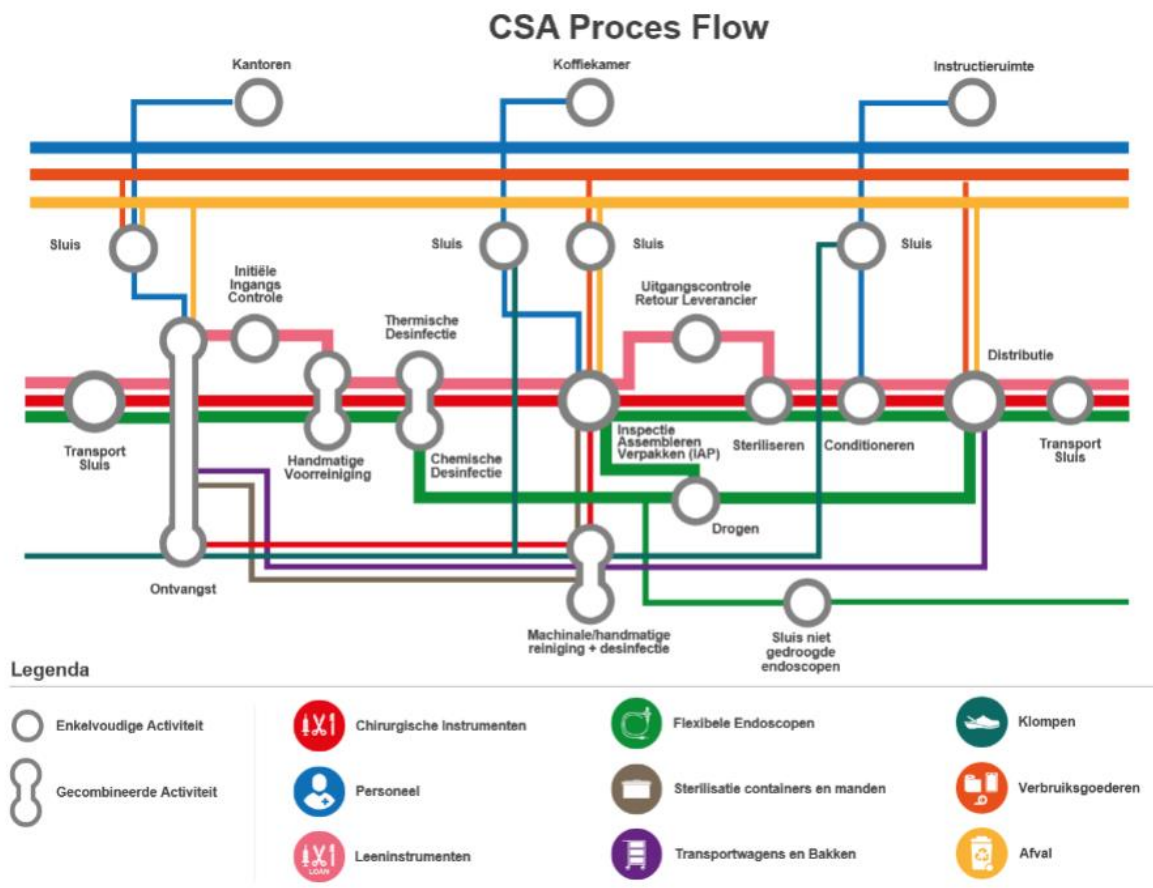 CSA Proces Flow
Kantoren
Koffiekamer
Instructieruimte
Sluis
Sluis
Sluis
Sluis
Initiële
Ingangs
Controle
Thermische
Desinfectie
Uitgangscontrole
Retour Leverancier
Distributie
Transport
Sluis
Handmatige
Voorreiniging
Chemische
Desinfectie
Inspectie
Assembleren
Verpakken (IAP)
Steriliseren
Conditioneren
Transport
Sluis
Drogen
Ontvangst
Machinale/handmatige
reiniging + desinfectie
Sluis niet
gedroogde
endoscopen
Legenda
Enkelvoudige Activiteit
Gecombineerde Activiteit
Chirurgische Instrumenten
Personeel
LOAN
Leeninstrumenten
Flexibele Endoscopen
Sterilisatie containers en manden
Transportwagens en Bakken
Klompen
Verbruiksgoederen
Afval